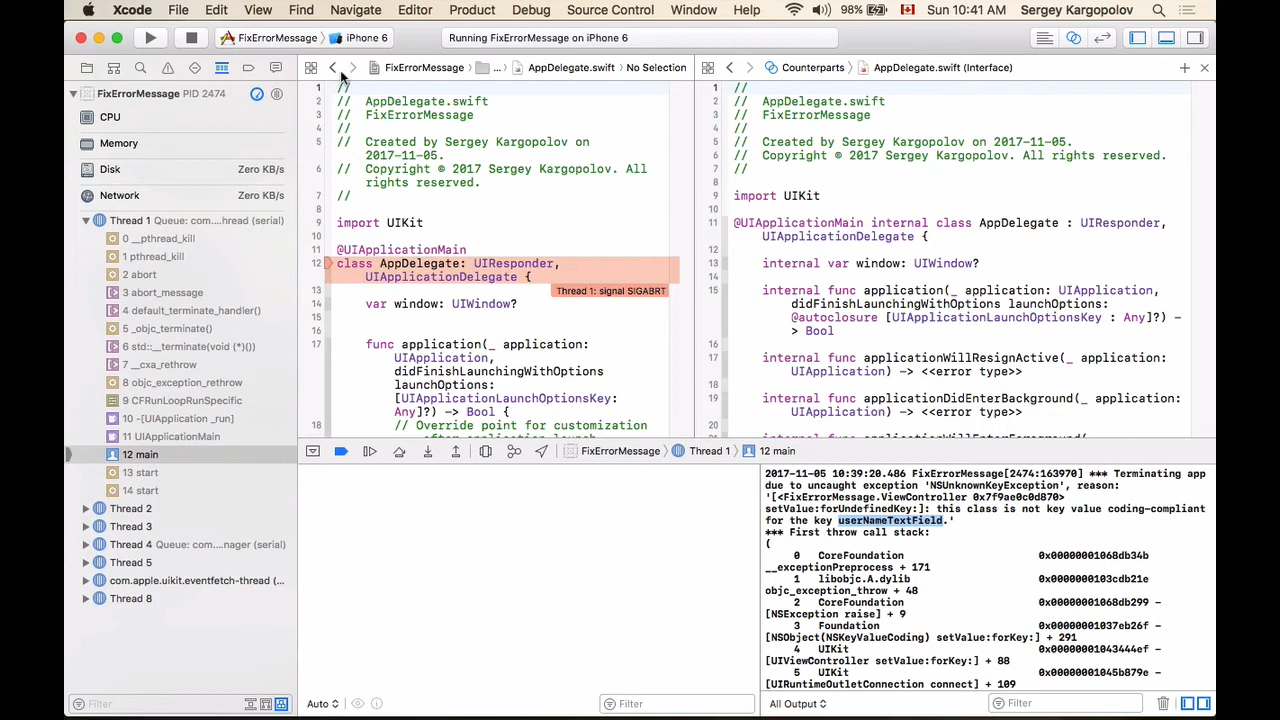 Xcode File Edit View Find Navigate Editor Product Debug Source Control Window Help 98% Sun 10:41 AM Sergey Kargopolov
FixErrorMessage iPhone 6 Running FixErrorMessage on iPhone 6
FixErrorMessage ... AppDelegate.swift No Selection
Counterparts AppDelegate.swift (Interface)
FixErrorMessage PID 2474
CPU
Memory
Disk Zero KB/s
Network Zero KB/s
Thread 1 Queue: com....hread (serial)
0 __pthread_kill
1 pthread_kill
2 abort
3 abort_message
4 default_terminate_handler()
5 _objc_terminate()
6 std::__terminate(void (*)())
7 __cxa_rethrow
8 objc_exception_rethrow
9 CFRunLoopRunSpecific
10 -[UIApplication _run]
11 UIApplicationMain
12 main
13 start
14 start
Thread 2
Thread 3
Thread 4 Queue: com....nager (serial)
Thread 5
com.apple.uikit.eventfetch-thread (...
Thread 8
Filter
1 //
2 // AppDelegate.swift
3 // FixErrorMessage
4 //
5 // Created by Sergey Kargopolov on
2017-11-05.
6 // Copyright © 2017 Sergey Kargopolov. All
rights reserved.
7 //
8
9 import UIKit
10
11 @UIApplicationMain
12 class AppDelegate: UIResponder,
UIApplicationDelegate {
Thread 1: signal SIGABRT
13
14 var window: UIWindow?
15
16
17 func application(_ application:
UIApplication,
didFinishLaunchingWithOptions
launchOptions:
[UIApplicationLaunchOptionsKey:
Any]?) -> Bool {
18 // Override point for customization
after application launch.
1 //
2 // AppDelegate.swift
3 // FixErrorMessage
4 //
5 // Created by Sergey Kargopolov on 2017-11-05.
6 // Copyright © 2017 Sergey Kargopolov. All rights reserved.
7 //
8
9 import UIKit
10
11 @UIApplicationMain internal class AppDelegate : UIResponder,
UIApplicationDelegate {
12
13 internal var window: UIWindow?
14
15 internal func application(_ application: UIApplication,
didFinishLaunchingWithOptions launchOptions:
@autoclosure [UIApplicationLaunchOptionsKey : Any]?) -
> Bool
16
17 internal func applicationWillResignActive(_ application:
UIApplication) -> <<error type>>
18
19 internal func applicationDidEnterBackground(_ application:
UIApplication) -> <<error type>>
20
internal func applicationWillEnterForeground(
FixErrorMessage Thread 1 12 main
2017-11-05 10:39:20.486 FixErrorMessage[2474:163970] *** Terminating app
due to uncaught exception 'NSUnknownKeyException', reason:
'[<FixErrorMessage.ViewController 0x7f9ae0c0d870>
setValue:forUndefinedKey:]: this class is not key value coding-compliant
for the key userNameTextField.'
*** First throw call stack:
(
0 CoreFoundation 0x00000001068db34b
__exceptionPreprocess + 171
1 libobjc.A.dylib 0x0000000103cdb21e
objc_exception_throw + 48
2 CoreFoundation 0x00000001068db299 -
[NSException raise] + 9
3 Foundation 0x00000001037eb26f -
[NSObject(NSKeyValueCoding) setValue:forKey:] + 291
4 UIKit 0x00000001043444ef -
[UIViewController setValue:forKey:] + 88
5 UIKit 0x00000001045b879e -
[UIRuntimeOutletConnection connect] + 109
Auto Filter All Output Filter